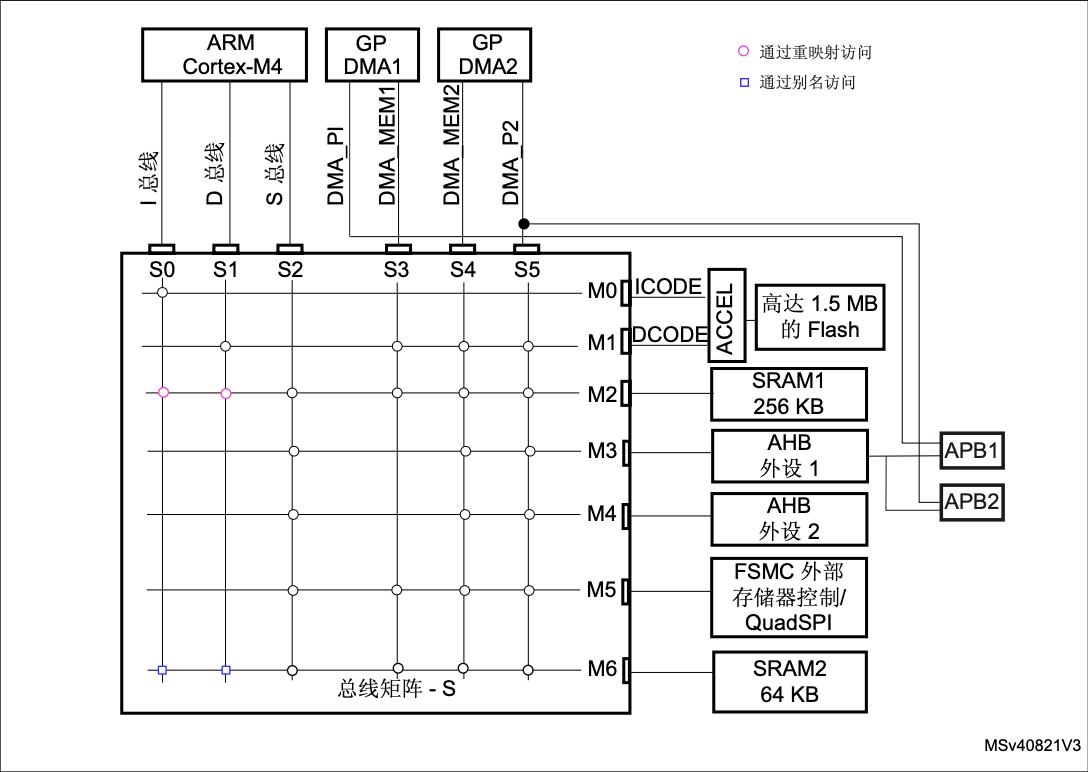 ARM
Cortex-M4
GP
DMA1
GP
DMA2
通过重映射访问
通过别名访问
I 总线
D 总线
S 总线
DMA_PI
DMA_MEM1
DMA_MEM2
DMA_P2
S0 S1 S2 S3 S4 S5
M0
ICODE
M1
DCODE
ACCEL
高达 1.5 MB
的 Flash
M2
SRAM1
256 KB
M3
AHB
外设 1
APB1
M4
AHB
外设 2
APB2
M5
FSMC 外部
存储器控制/
QuadSPI
M6
SRAM2
64 KB
总线矩阵 - S
MSv40821V3